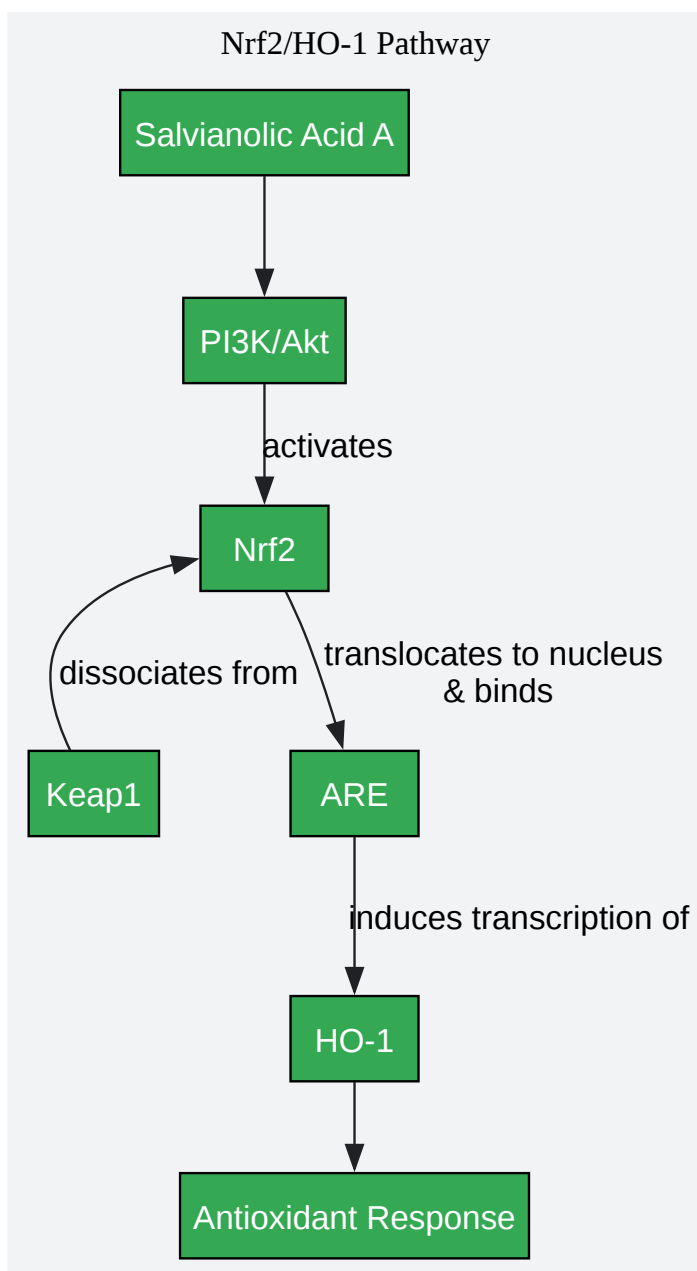 Nrf2/HO-1 Pathway
Salvianolic Acid A
PI3K/Akt
activates
Nrf2
translocates to nucleus
& binds
dissociates from
Keap1
ARE
induces transcription of
HO-1
Antioxidant Response